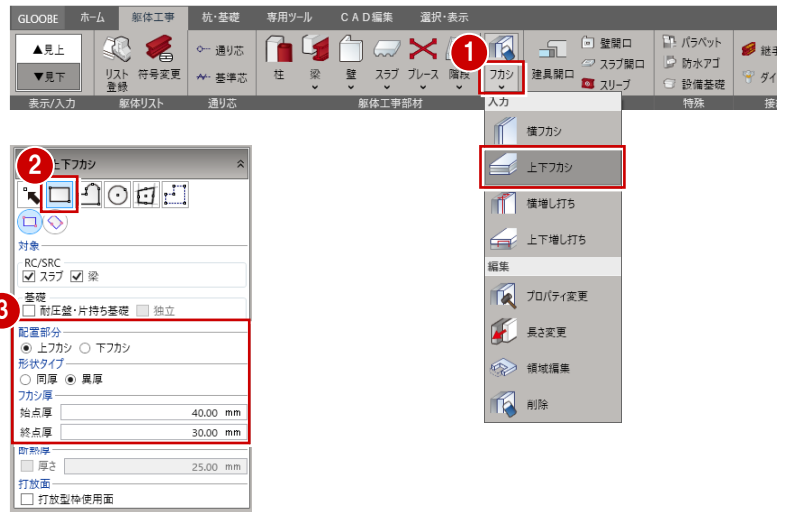 GLOOBE ホーム 躯体工事 杭・基礎 専用ツール CAD編集 選択・表示
▲見上
▼見下
表示/入力
リスト登録
符号変更
躯体リスト
通り芯
基準芯
通り芯
柱 梁 壁 スラブ ブレース 階段 フカシ 建具開口
壁開口
スラブ開口
スリーブ
躯体工事部材
パラペット
防水アゴ
設備基礎
特殊
継手
ダイ
1
入力
横フカシ
上下フカシ
横増し打ち
上下増し打ち
編集
プロパティ変更
長さ変更
領域編集
削除
2
上下フカシ
対象
RC/SRC
スラブ 梁
基礎
耐圧盤・片持ち基礎 独立
3
配置部分
上フカシ 下フカシ
形状タイプ
同厚 異厚
フカシ厚
始点厚 40.00 mm
終点厚 30.00 mm
断熱厚
厚さ 25.00 mm
打放面
打放型枠使用面